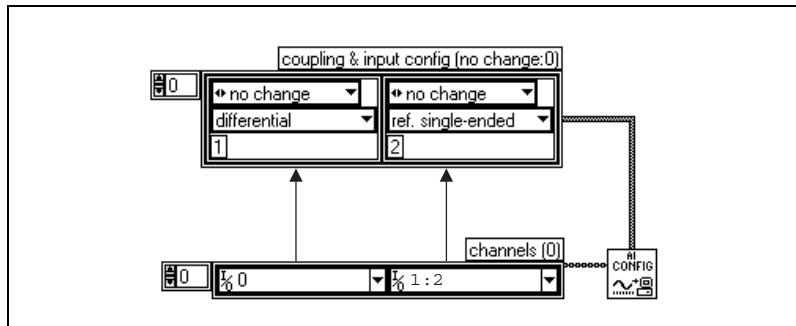 coupling & input config (no change:0)
0
no change
no change
differential
ref. single-ended
1
2
channels (0)
0
I/O 0
I/O 1:2
AI
CONFIG